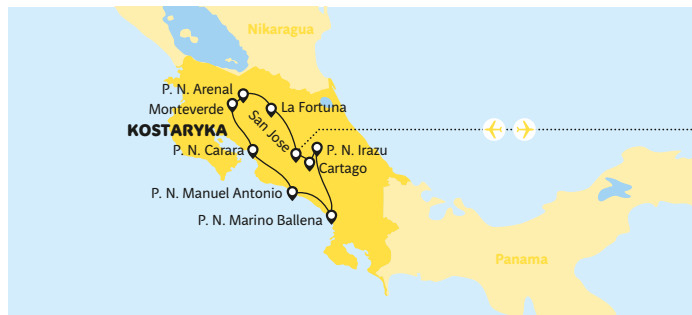 Nikaragua
P. N. Arenal
Monteverde
La Fortuna
San Jose
KOSTARYKA
P. N. Carara
P. N. Irazu
Cartago
P. N. Manuel Antonio
P. N. Marino Ballena
Panama